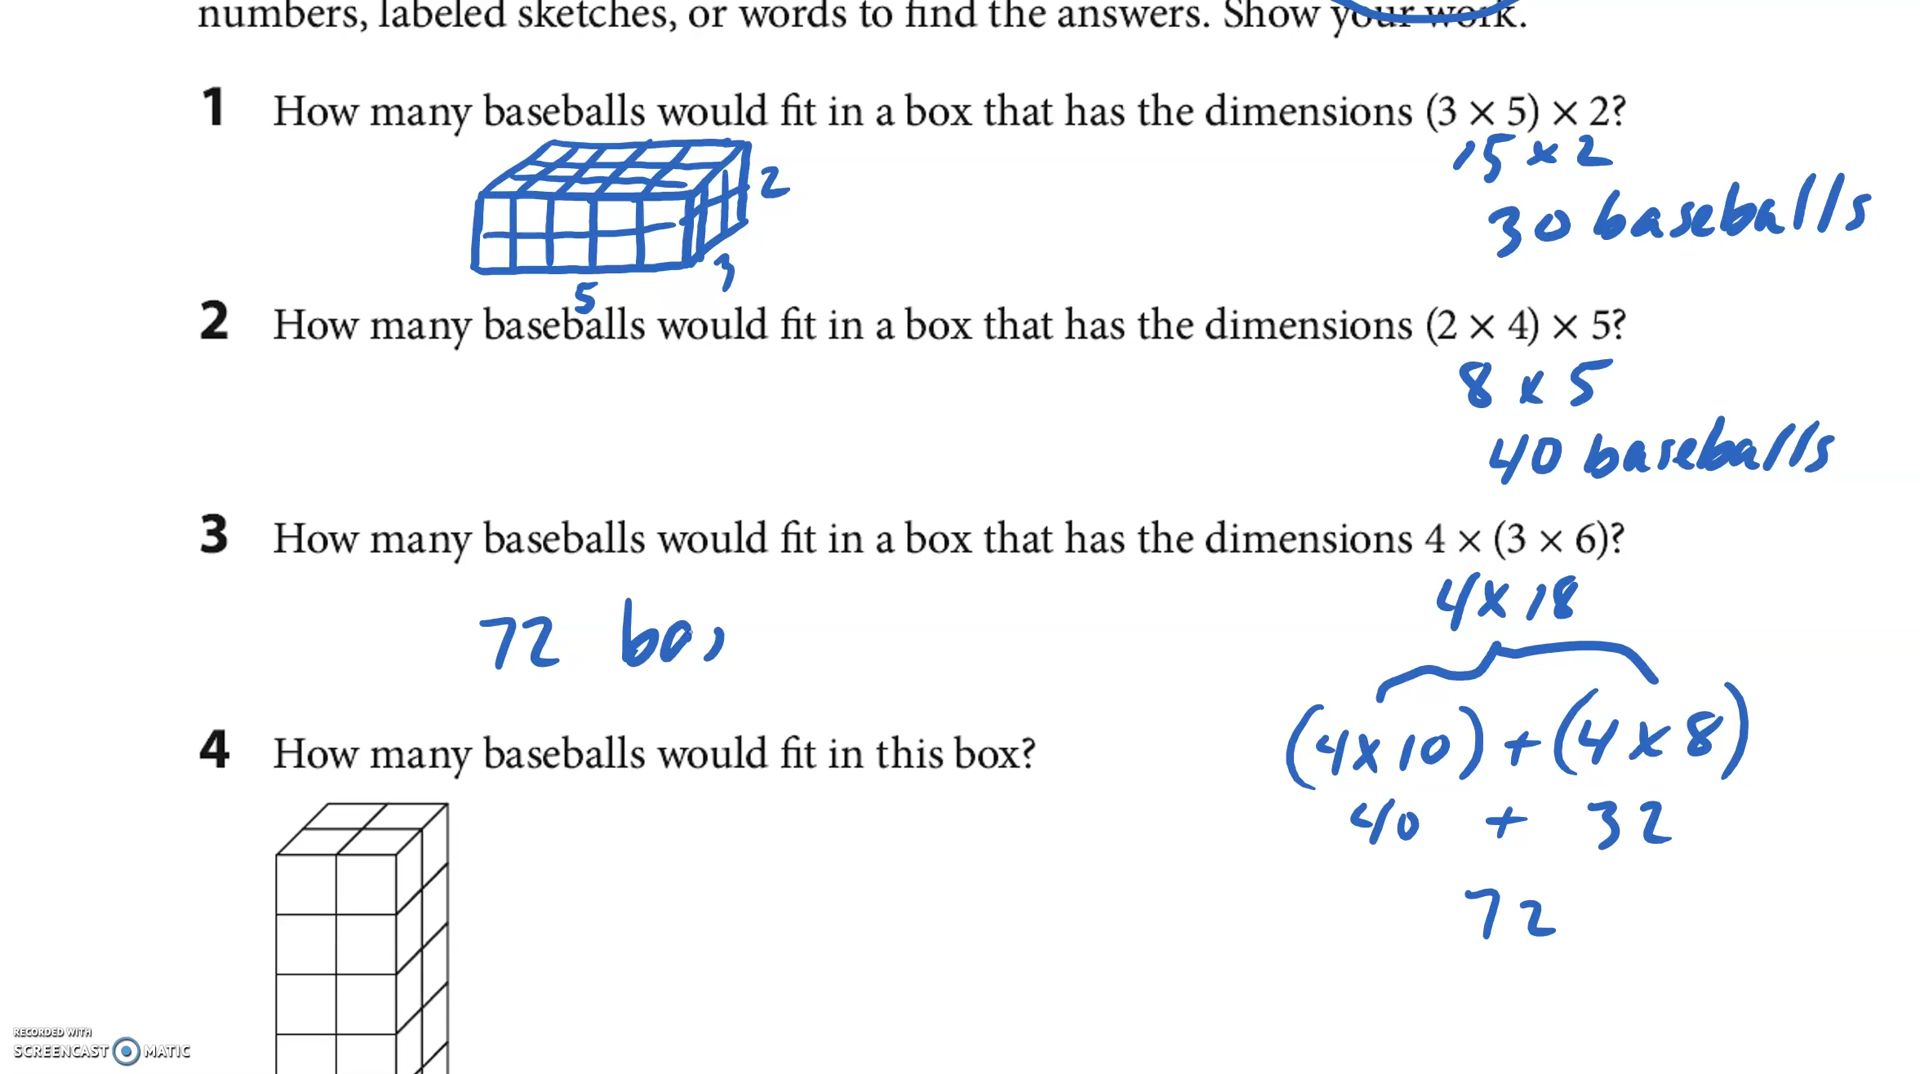 numbers, labeled sketches, or words to find the answers. Show your work.
1 How many baseballs would fit in a box that has the dimensions (3 × 5) × 2?
15 × 2
2
30 baseballs
3
5
2 How many baseballs would fit in a box that has the dimensions (2 × 4) × 5?
8 x 5
40 baseballs
3 How many baseballs would fit in a box that has the dimensions 4 × (3 × 6)?
4 x 18
72
4 How many baseballs would fit in this box?
(4 x 10) + (4 x 8)
40 + 32
72
RECORDED WITH
SCREENCAST MATIC